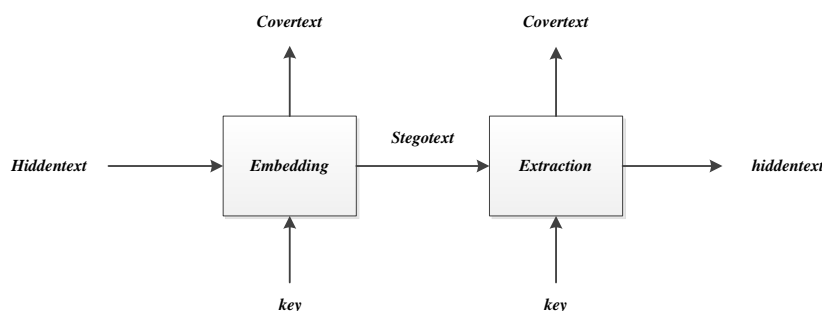 Covertext
Covertext
Hiddentext
Embedding
Stegotext
Extraction
hiddentext
key
key